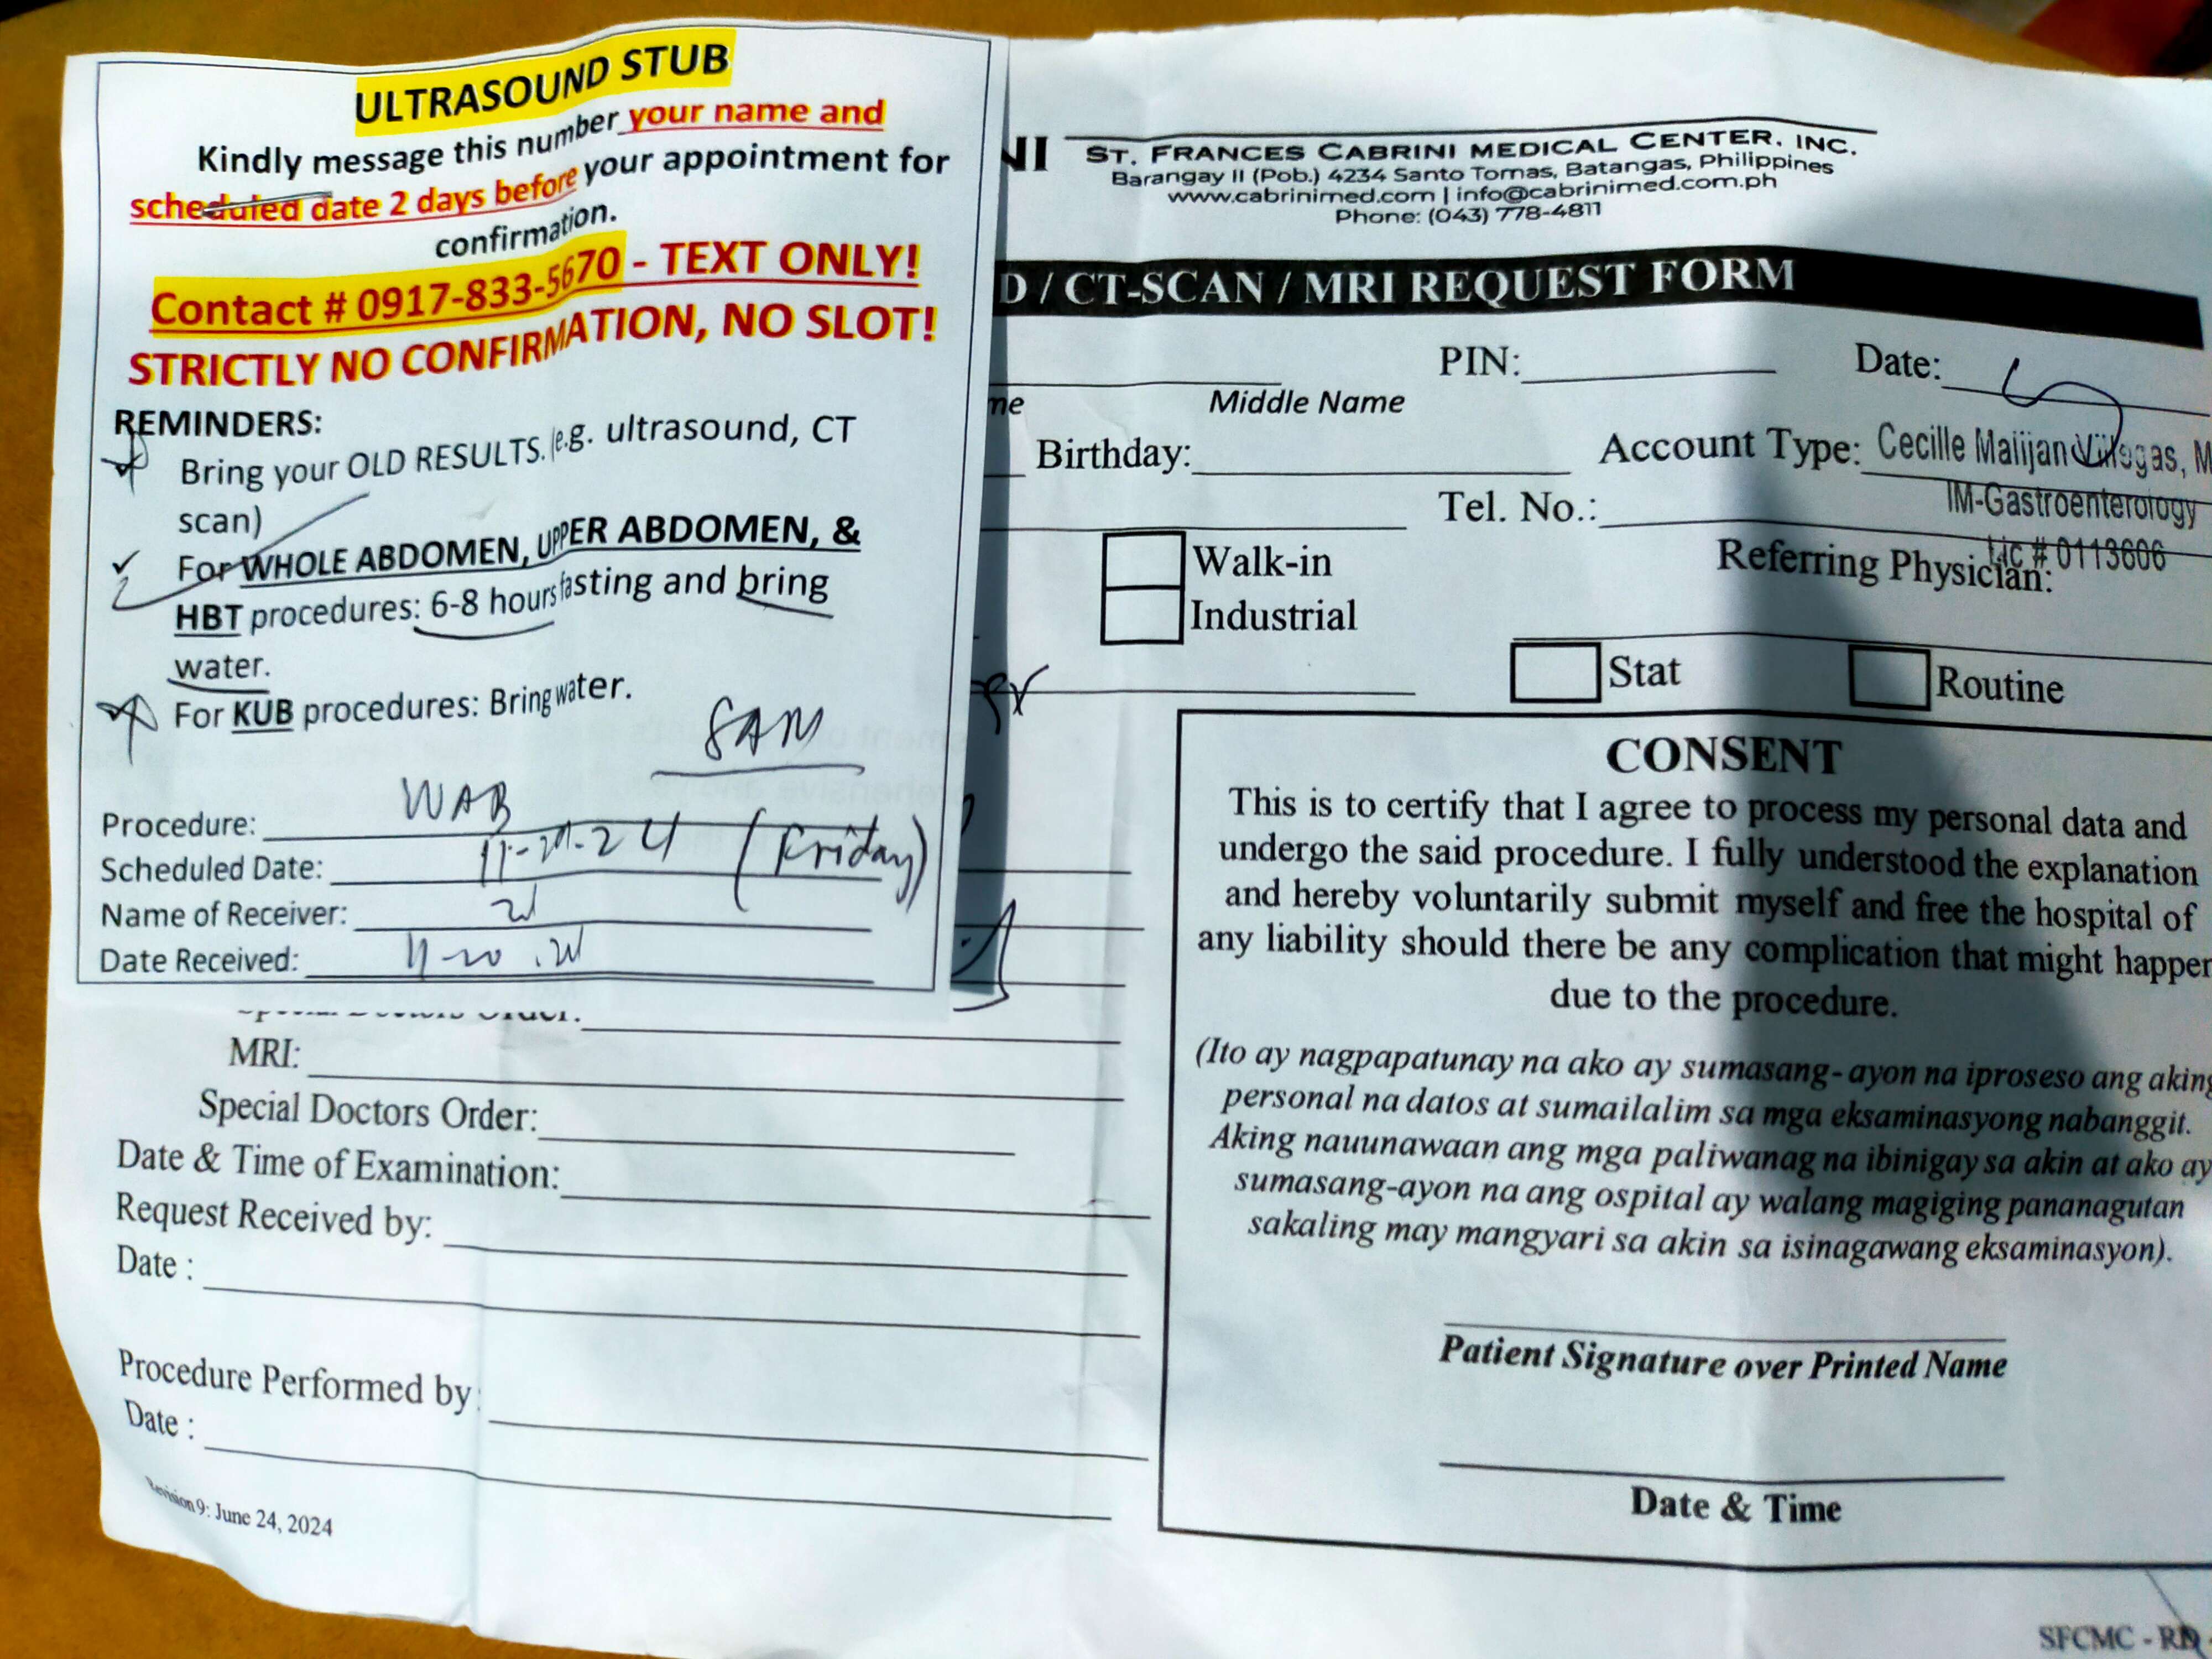 ULTRASOUND STUB
Kindly message this number your name and
scheduled date 2 days before your appointment for
confirmation.
Contact # 0917-833-5670 - TEXT ONLY!
STRICTLY NO CONFIRMATION, NO SLOT!
REMINDERS:
Bring your OLD RESULTS. (e.g. ultrasound, CT
scan)
For WHOLE ABDOMEN, UPPER ABDOMEN, &
HBT procedures: 6-8 hours fasting and bring
water.
For KUB procedures: Bring water.
8AM
Procedure: WAB
Scheduled Date: (Friday)
Name of Receiver:
Date Received:
NI
ST. FRANCES CABRINI MEDICAL CENTER, INC.
Barangay II (Pob.) 4234 Santo Tomas, Batangas, Philippines
www.cabrinimed.com | info@cabrinimed.com.ph
Phone: (043) 778-4811
D / CT-SCAN / MRI REQUEST FORM
PIN: Date:
me Middle Name
Birthday: Account Type: Cecille Malijan Villegas, M
Tel. No.: IM-Gastroenterology
Lic # 0113606
Walk-in Referring Physician:
Industrial
Stat Routine
CONSENT
This is to certify that I agree to process my personal data and
undergo the said procedure. I fully understood the explanation
and hereby voluntarily submit myself and free the hospital of
any liability should there be any complication that might happen
due to the procedure.
(Ito ay nagpapatunay na ako ay sumasang- ayon na iproseso ang aking
personal na datos at sumailalim sa mga eksaminasyong nabanggit.
Aking nauunawaan ang mga paliwanag na ibinigay sa akin at ako ay
sumasang-ayon na ang ospital ay walang magiging pananagutan
sakaling may mangyari sa akin sa isinagawang eksaminasyon).
Patient Signature over Printed Name
Date & Time
MRI:
Special Doctors Order:
Date & Time of Examination:
Request Received by:
Date :
Procedure Performed by:
Date :
Revision 9: June 24, 2024
SFCMC - RD